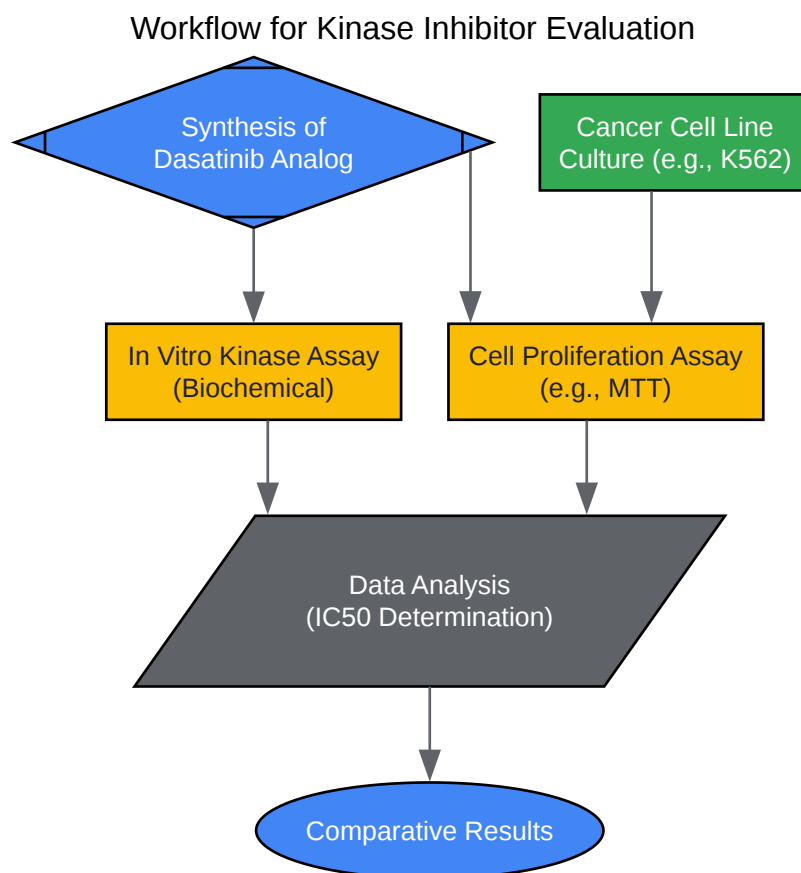 Workflow for Kinase Inhibitor Evaluation
Synthesis of
Dasatinib Analog
Cancer Cell Line
Culture (e.g., K562)
In Vitro Kinase Assay
(Biochemical)
Cell Proliferation Assay
(e.g., MTT)
Data Analysis
(IC50 Determination)
Comparative Results